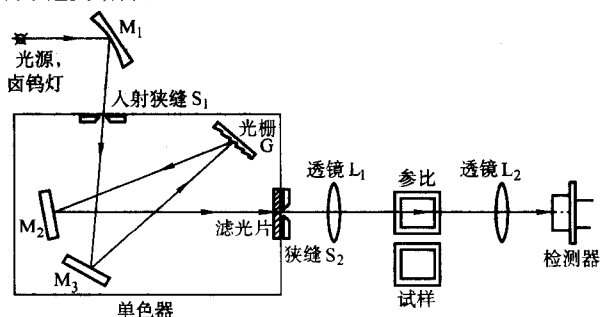 M₁
光源,
卤钨灯
入射狭缝 S₁
光栅
G
M₂
M₃
滤光片
狭缝 S₂
透镜 L₁
参比
试样
透镜 L₂
检测器
单色器